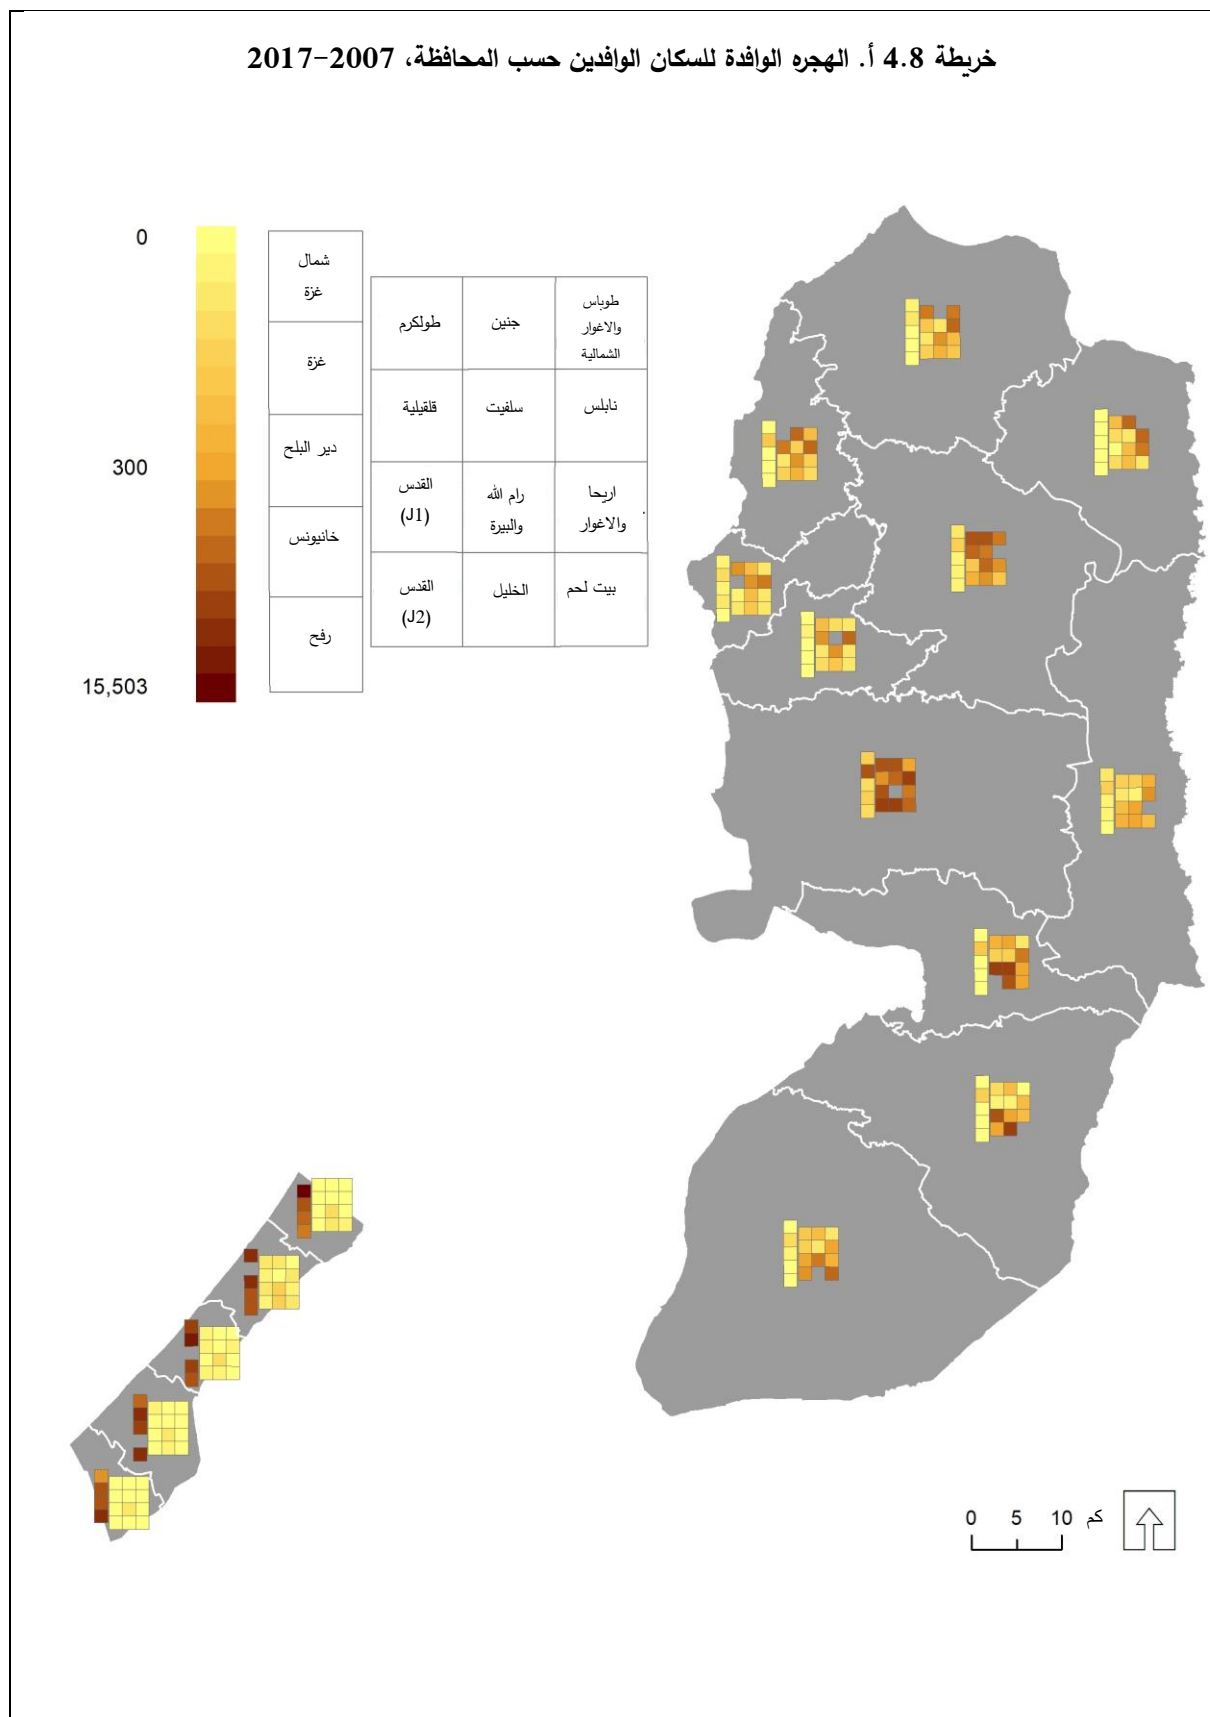 خريطة 4.8 أ. الهجره الوافدة للسكان الوافدين حسب المحافظة، 2007-2017
0
300
15,503
شمال
غزة
غزة
دير البلح
خانيونس
رفح
طولكرم
جنين
طوباس
والاغوار
الشمالية
قلقيلية
سلفيت
نابلس
القدس
(J1)
رام الله
والبيرة
اريحا
والاغوار
القدس
(J2)
الخليل
بيت لحم
0 5 10 كم